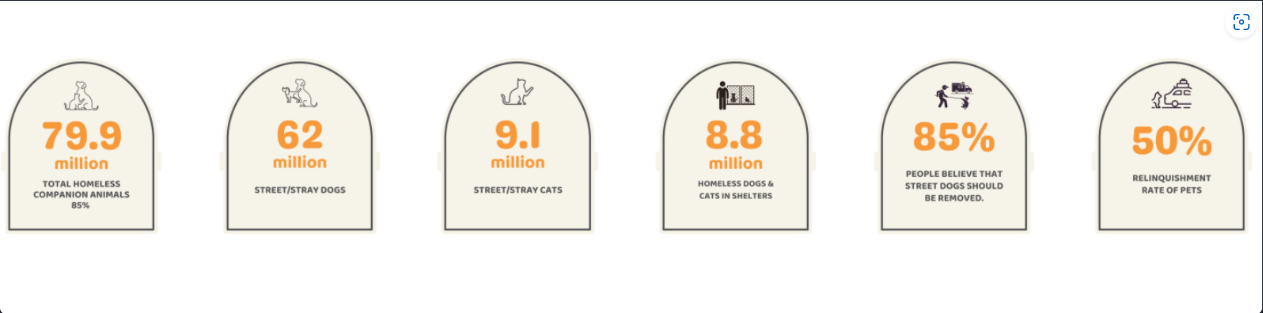 79.9
million
TOTAL HOMELESS
COMPANION ANIMALS
85%
62
million
STREET/STRAY DOGS
9.1
million
STREET/STRAY CATS
8.8
million
HOMELESS DOGS &
CATS IN SHELTERS
85%
PEOPLE BELIEVE THAT
STREET DOGS SHOULD
BE REMOVED.
50%
RELINQUISHMENT
RATE OF PETS